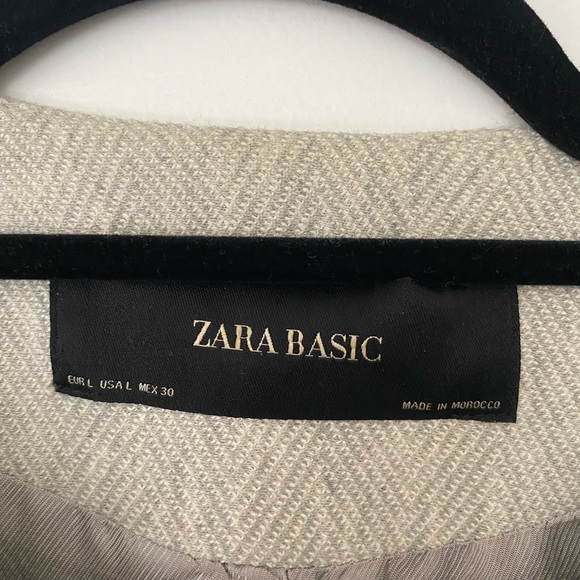 ZARA BASIC
EUR L USA L MEX 30
MADE IN MOROCCO